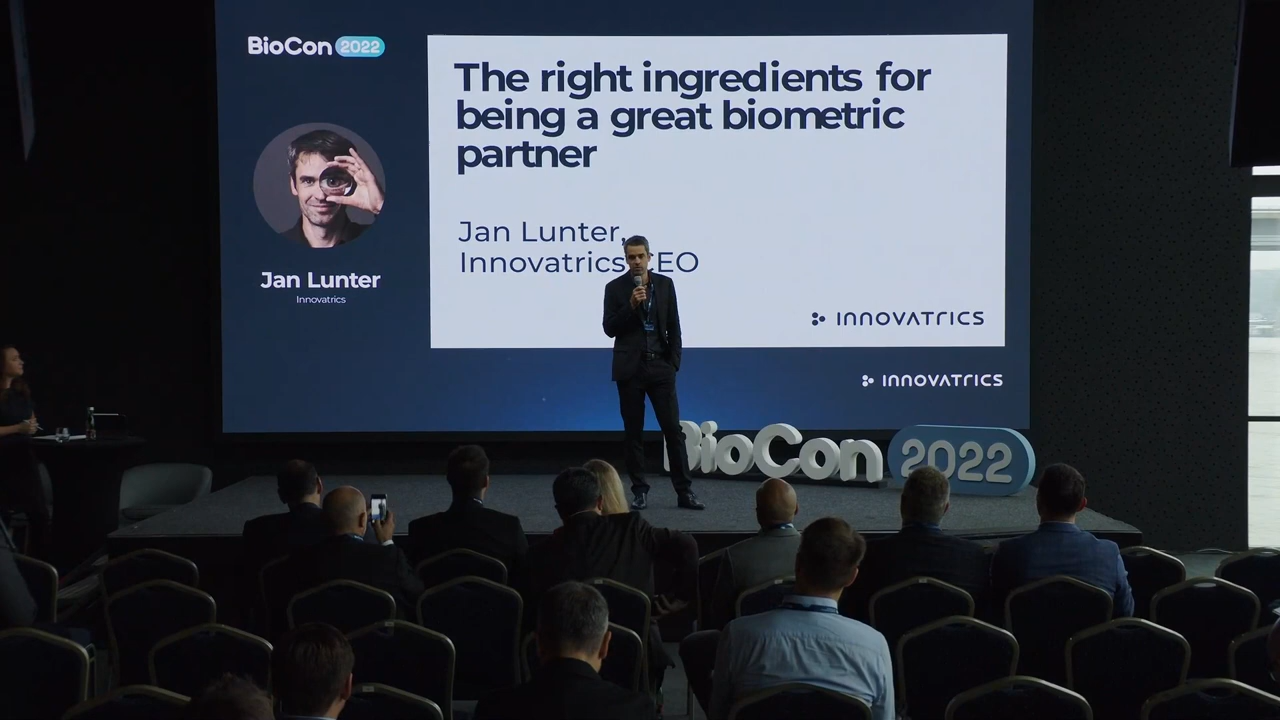 BioCon 2022
The right ingredients for
being a great biometric
partner
Jan Lunter,
Innovatrics CEO
INNOVATRICS
Jan Lunter
Innovatrics
INNOVATRICS
BioCon 2022